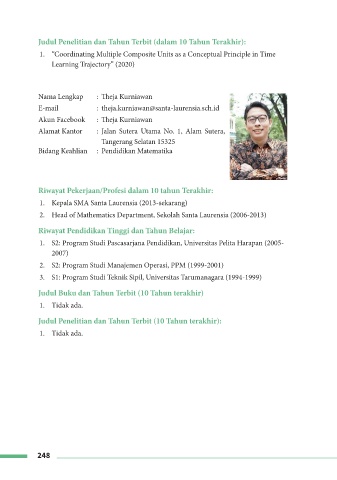 Judul Penelitian dan Tahun Terbit (dalam 10 Tahun Terakhir):
1. "Coordinating Multiple Composite Units as a Conceptual Principle in Time
Learning Trajectory" (2020)
Nama Lengkap : Theja Kurniawan
E-mail : theja.kurniawan@santa-laurensia.sch.id
Akun Facebook : Theja Kurniawan
Alamat Kantor : Jalan Sutera Utama No. 1, Alam Sutera,
Tangerang Selatan 15325
Bidang Keahlian : Pendidikan Matematika
Riwayat Pekerjaan/Profesi dalam 10 tahun Terakhir:
1. Kepala SMA Santa Laurensia (2013-sekarang)
2. Head of Mathematics Department, Sekolah Santa Laurensia (2006-2013)
Riwayat Pendidikan Tinggi dan Tahun Belajar:
1. S2: Program Studi Pascasarjana Pendidikan, Universitas Pelita Harapan (2005-
2007)
2. S2: Program Studi Manajemen Operasi, PPM (1999-2001)
3. S1: Program Studi Teknik Sipil, Universitas Tarumanagara (1994-1999)
Judul Buku dan Tahun Terbit (10 Tahun terakhir)
1. Tidak ada.
Judul Penelitian dan Tahun Terbit (10 Tahun terakhir):
1. Tidak ada.
248